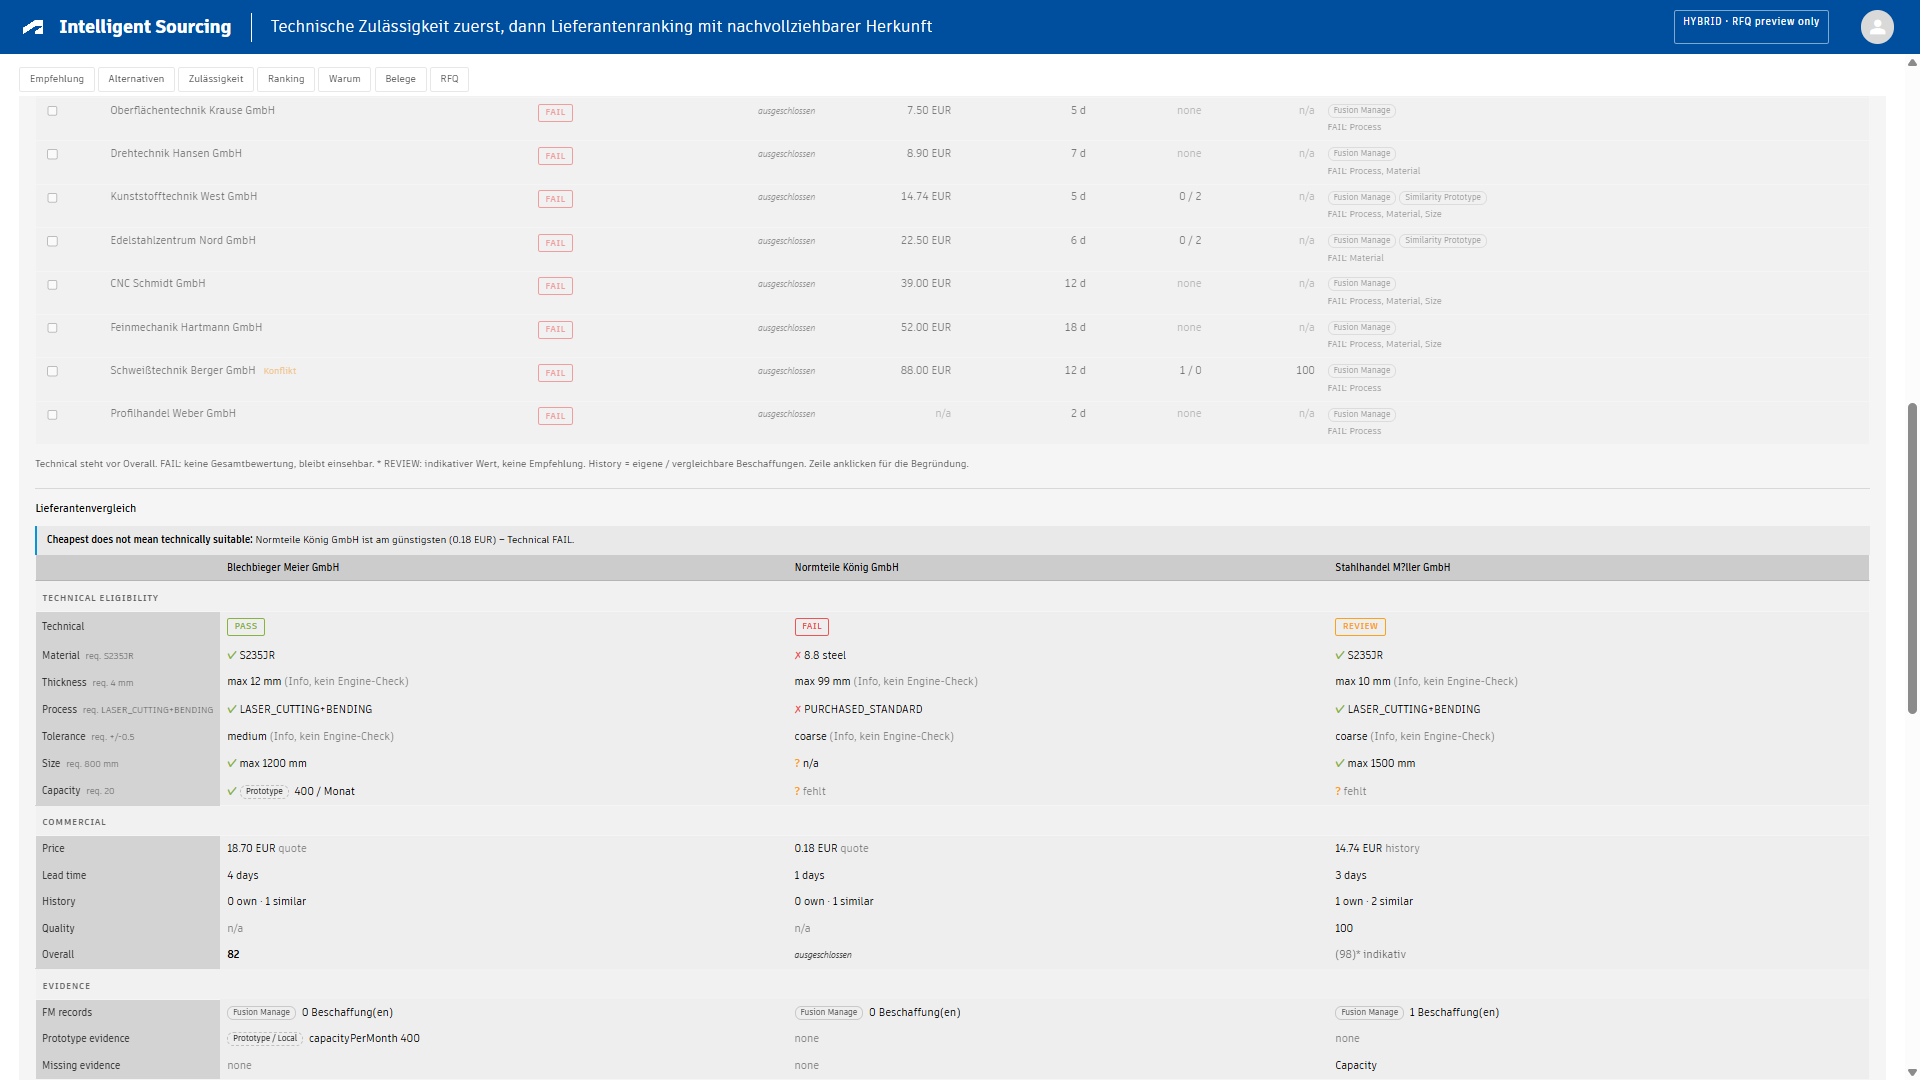 Intelligent Sourcing Technische Zulässigkeit zuerst, dann Lieferantenranking mit nachvollziehbarer Herkunft HYBRID · RFQ preview only
Empfehlung Alternativen Zulässigkeit Ranking Warum Belege RFQ
Oberflächentechnik Krause GmbH FAIL ausgeschlossen 7.50 EUR 5 d none n/a Fusion Manage
FAIL: Process
Drehtechnik Hansen GmbH FAIL ausgeschlossen 8.90 EUR 7 d none n/a Fusion Manage
FAIL: Process, Material
Kunststofftechnik West GmbH FAIL ausgeschlossen 14.74 EUR 5 d 0 / 2 n/a Fusion Manage Similarity Prototype
FAIL: Process, Material, Size
Edelstahlzentrum Nord GmbH FAIL ausgeschlossen 22.50 EUR 6 d 0 / 2 n/a Fusion Manage Similarity Prototype
FAIL: Material
CNC Schmidt GmbH FAIL ausgeschlossen 39.00 EUR 12 d none n/a Fusion Manage
FAIL: Process, Material, Size
Feinmechanik Hartmann GmbH FAIL ausgeschlossen 52.00 EUR 18 d none n/a Fusion Manage
FAIL: Process, Material, Size
Schweißtechnik Berger GmbH Konflikt FAIL ausgeschlossen 88.00 EUR 12 d 1 / 0 100 Fusion Manage
FAIL: Process
Profilhandel Weber GmbH FAIL ausgeschlossen n/a 2 d none n/a Fusion Manage
FAIL: Process
Technical steht vor Overall. FAIL: keine Gesamtbewertung, bleibt einsehbar. * REVIEW: indikativer Wert, keine Empfehlung. History = eigene / vergleichbare Beschaffungen. Zeile anklicken für die Begründung.
Lieferantenvergleich
Cheapest does not mean technically suitable: Normteile König GmbH ist am günstigsten (0.18 EUR) – Technical FAIL.
Blechbieger Meier GmbH Normteile König GmbH Stahlhandel M?ller GmbH
TECHNICAL ELIGIBILITY
Technical PASS FAIL REVIEW
Material req. S235JR ✓ S235JR ✗ 8.8 steel ✓ S235JR
Thickness req. 4 mm max 12 mm (Info, kein Engine-Check) max 99 mm (Info, kein Engine-Check) max 10 mm (Info, kein Engine-Check)
Process req. LASER_CUTTING+BENDING ✓ LASER_CUTTING+BENDING ✗ PURCHASED_STANDARD ✓ LASER_CUTTING+BENDING
Tolerance req. +/-0.5 medium (Info, kein Engine-Check) coarse (Info, kein Engine-Check) coarse (Info, kein Engine-Check)
Size req. 800 mm ✓ max 1200 mm ? n/a ✓ max 1500 mm
Capacity req. 20 ✓ Prototype 400 / Monat ? fehlt ? fehlt
COMMERCIAL
Price 18.70 EUR quote 0.18 EUR quote 14.74 EUR history
Lead time 4 days 1 days 3 days
History 0 own · 1 similar 0 own · 1 similar 1 own · 2 similar
Quality n/a n/a 100
Overall 82 ausgeschlossen (98)* indikativ
EVIDENCE
FM records Fusion Manage 0 Beschaffung(en) Fusion Manage 0 Beschaffung(en) Fusion Manage 1 Beschaffung(en)
Prototype evidence Prototype / Local capacityPerMonth 400 none none
Missing evidence none none Capacity